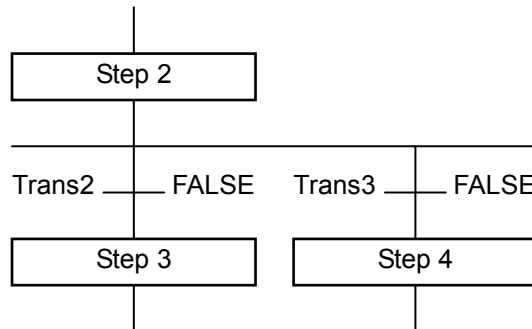 Step 2
Trans2 FALSE Trans3 FALSE
Step 3 Step 4